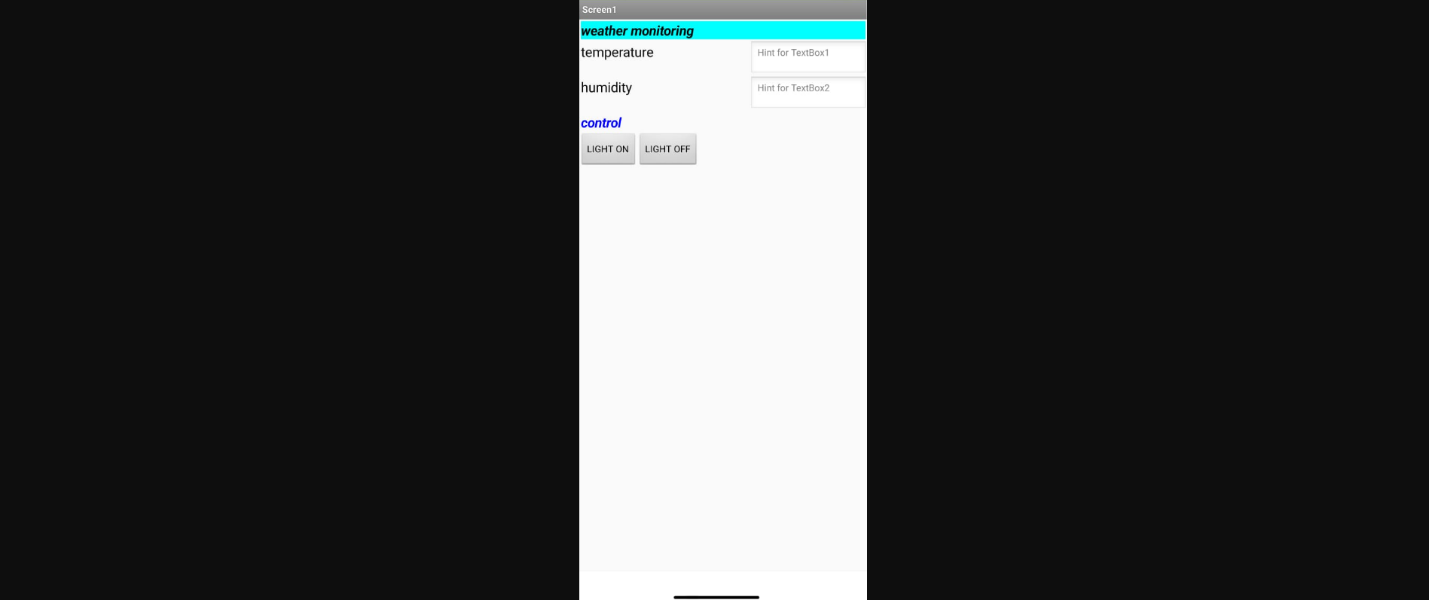 Screen1
weather monitoring
temperature
Hint for TextBox1
humidity
Hint for TextBox2
control
LIGHT ON LIGHT OFF